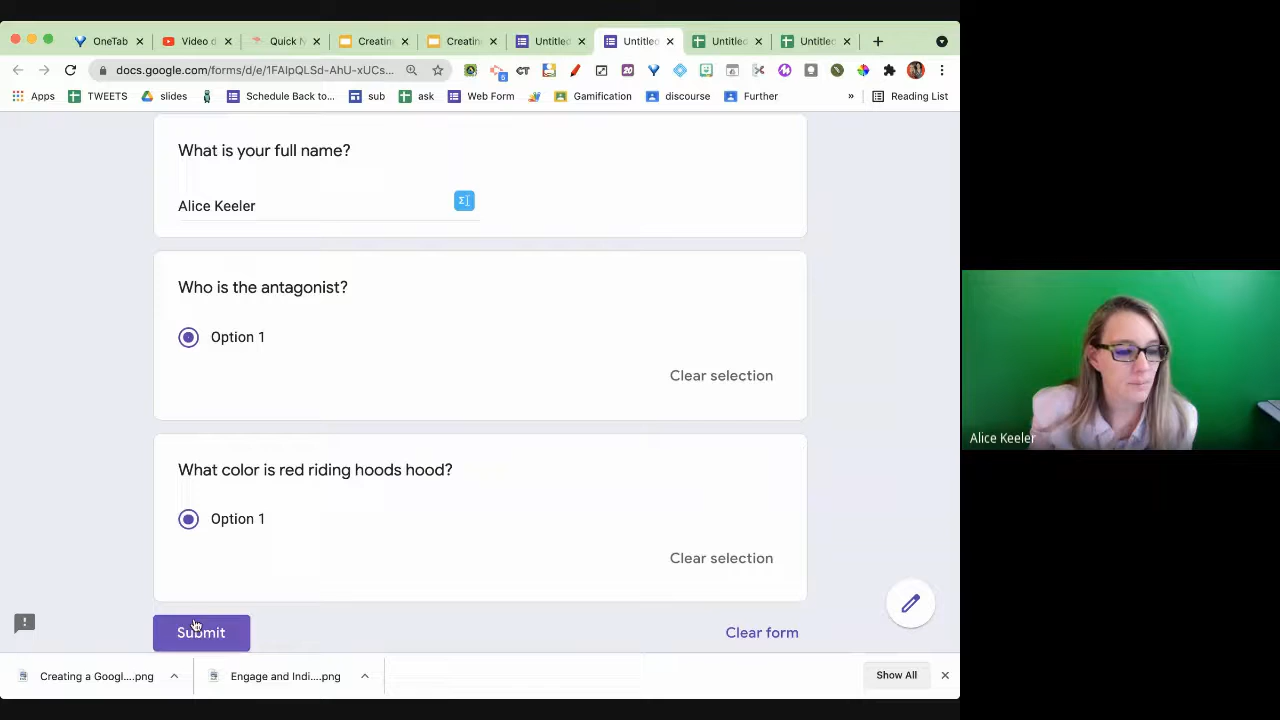 OneTab
Video d
Quick N
Creatin
Creatin
Untitled
Untitled
Untitled
Untitled
docs.google.com/forms/d/e/1FAIpQLSd-AhU-xUCs...
Apps
TWEETS
slides
Schedule Back to...
sub
ask
Web Form
Gamification
discourse
Further
»
Reading List
What is your full name?
Alice Keeler
Who is the antagonist?
Option 1
Clear selection
What color is red riding hoods hood?
Option 1
Clear selection
Submit
Clear form
Creating a Googl....png
Engage and Indi....png
Show All
Alice Keeler